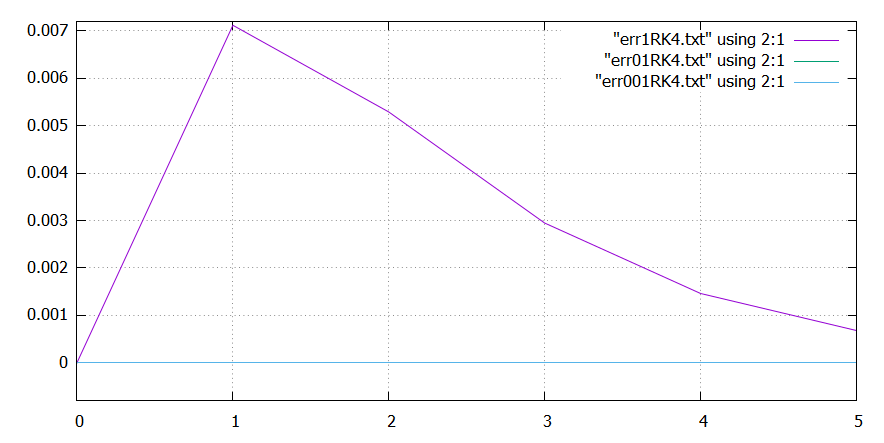 0.007
0.006
0.005
0.004
0.003
0.002
0.001
0
"err1RK4.txt" using 2:1
"err01RK4.txt" using 2:1
"err001RK4.txt" using 2:1
0 1 2 3 4 5